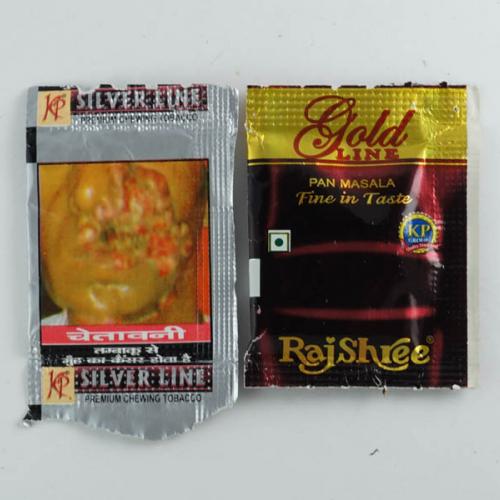 KP SILVER LINE
PREMIUM CHEWING TOBACCO
चेतावनी
तम्बाकू से
मुँह का कैंसर होता है
KP SILVER LINE
PREMIUM CHEWING TOBACCO
Gold
LINE
PAN MASALA
Fine in Taste
KP
GROUP
RajShree®